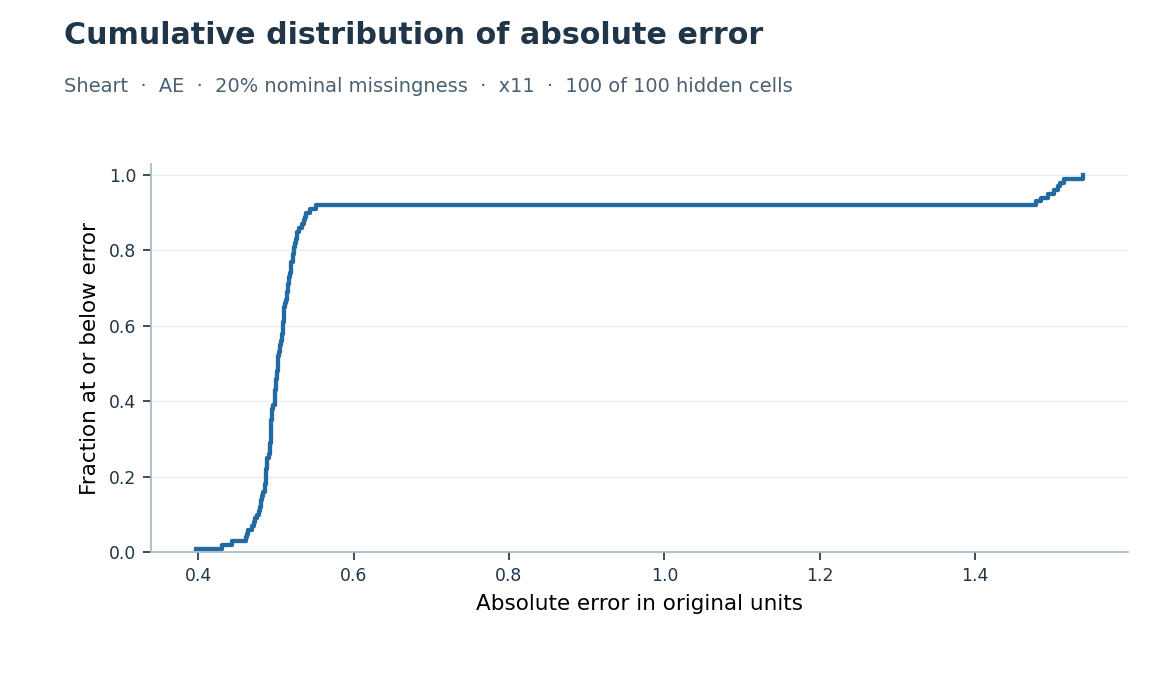 Cumulative distribution of absolute error
Sheart · AE · 20% nominal missingness · x11 · 100 of 100 hidden cells
Fraction at or below error
1.0
0.8
0.6
0.4
0.2
0.0
0.4 0.6 0.8 1.0 1.2 1.4
Absolute error in original units